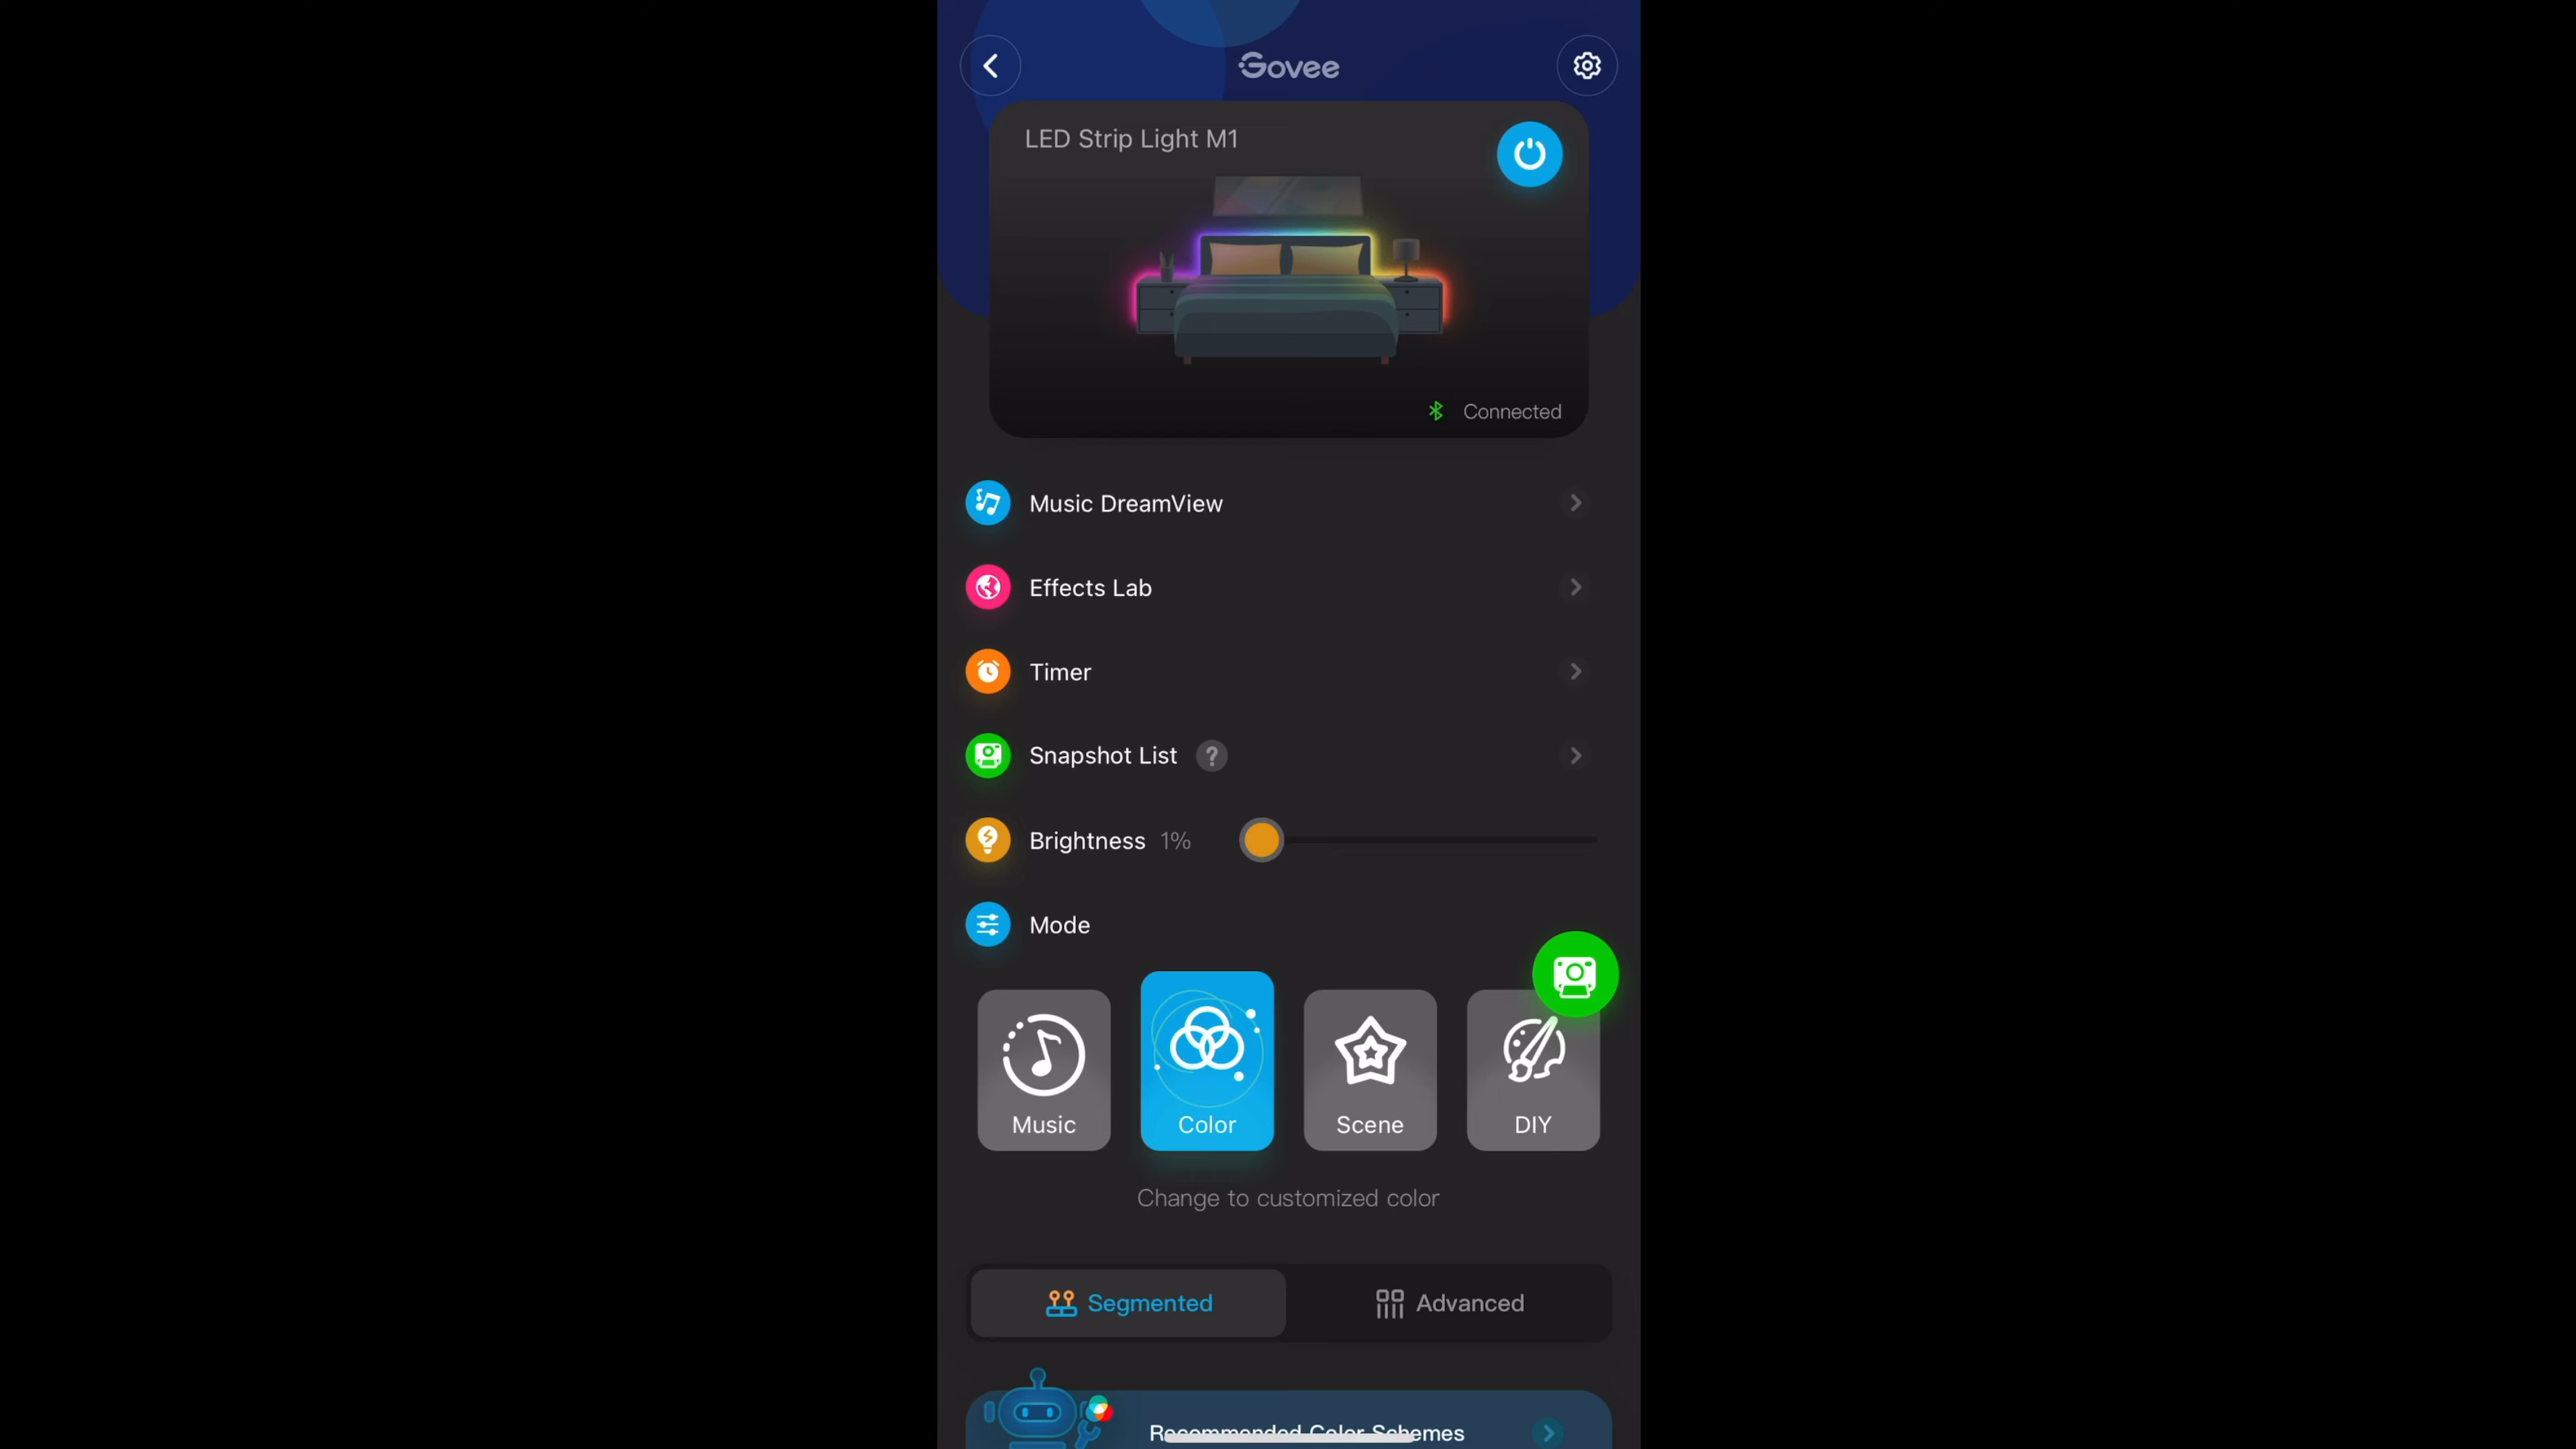 Govee
LED Strip Light M1
Connected
Music DreamView
Effects Lab
Timer
Snapshot List ?
Brightness 1%
Mode
Music
Color
Scene
DIY
Change to customized color
Segmented
Advanced
Recommended Color Schemes